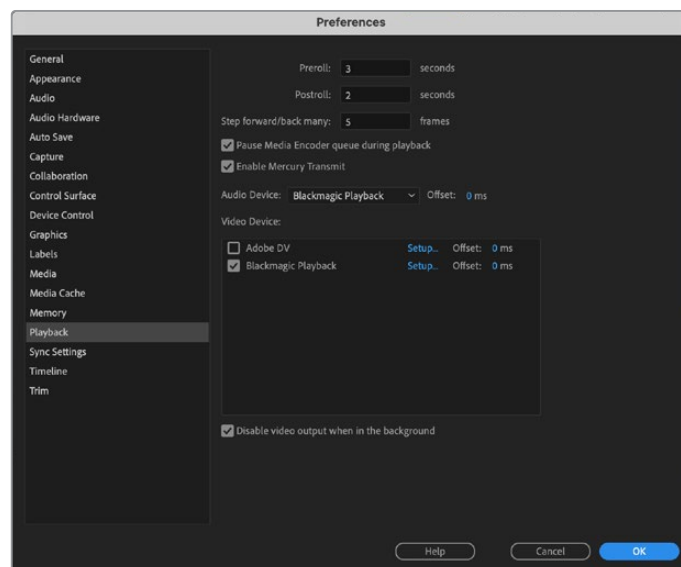 Preferences
General
Appearance
Audio
Audio Hardware
Auto Save
Capture
Collaboration
Control Surface
Device Control
Graphics
Labels
Media
Media Cache
Memory
Playback
Sync Settings
Timeline
Trim
Preroll: 3 seconds
Postroll: 2 seconds
Step forward/back many: 5 frames
Pause Media Encoder queue during playback
Enable Mercury Transmit
Audio Device: Blackmagic Playback Offset: 0 ms
Video Device:
Adobe DV Setup... Offset: 0 ms
Blackmagic Playback Setup... Offset: 0 ms
Disable video output when in the background
Help Cancel OK